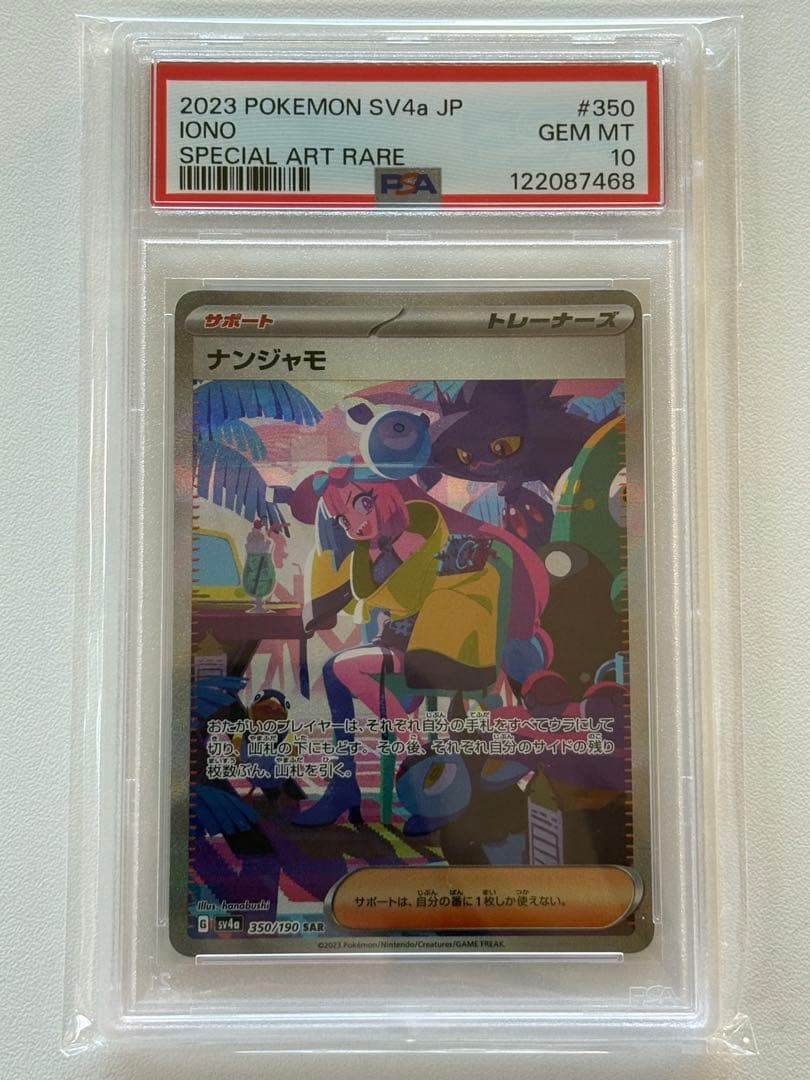 2023 POKEMON SV4a JP #350
IONO GEM MT
SPECIAL ART RARE 10
PSA 122087468
サポート トレーナーズ
ナンジャモ
おたがいのプレイヤーは、それぞれ自分の手札をすべてウラにして
切り、山札の下にもどす。その後、それぞれ自分のサイドの残り
枚数ぶん、山札を引く。
サポートは、自分の番に1枚しか使えない。
Illus. hanabushi
G SV4a 350/190 SAR
©2023 Pokémon/Nintendo/Creatures/GAME FREAK.
PSA